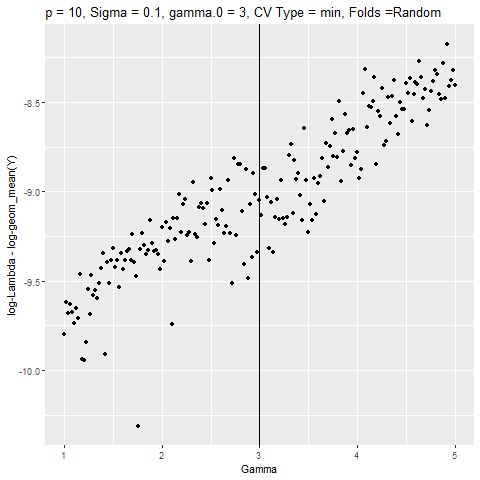 p = 10, Sigma = 0.1, gamma.0 = 3, CV Type = min, Folds =Random
log-Lambda - log-geom_mean(Y)
-8.5
-9.0
-9.5
-10.0
1 2 3 4 5
Gamma